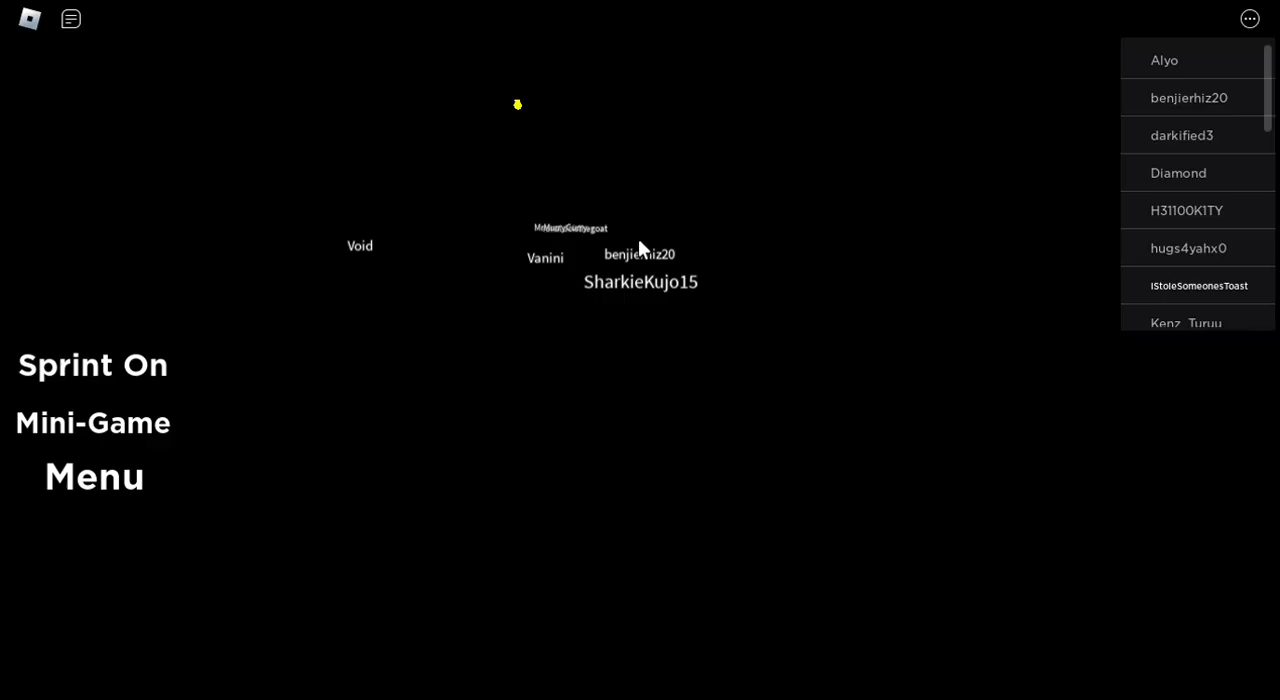 Alyo
benjierhiz20
darkified3
Diamond
H31100K1TY
hugs4yahx0
IStoleSomeonesToast
Kenz_Turuu
Void
Vanini
benjierhiz20
SharkieKujo15
Sprint On
Mini-Game
Menu